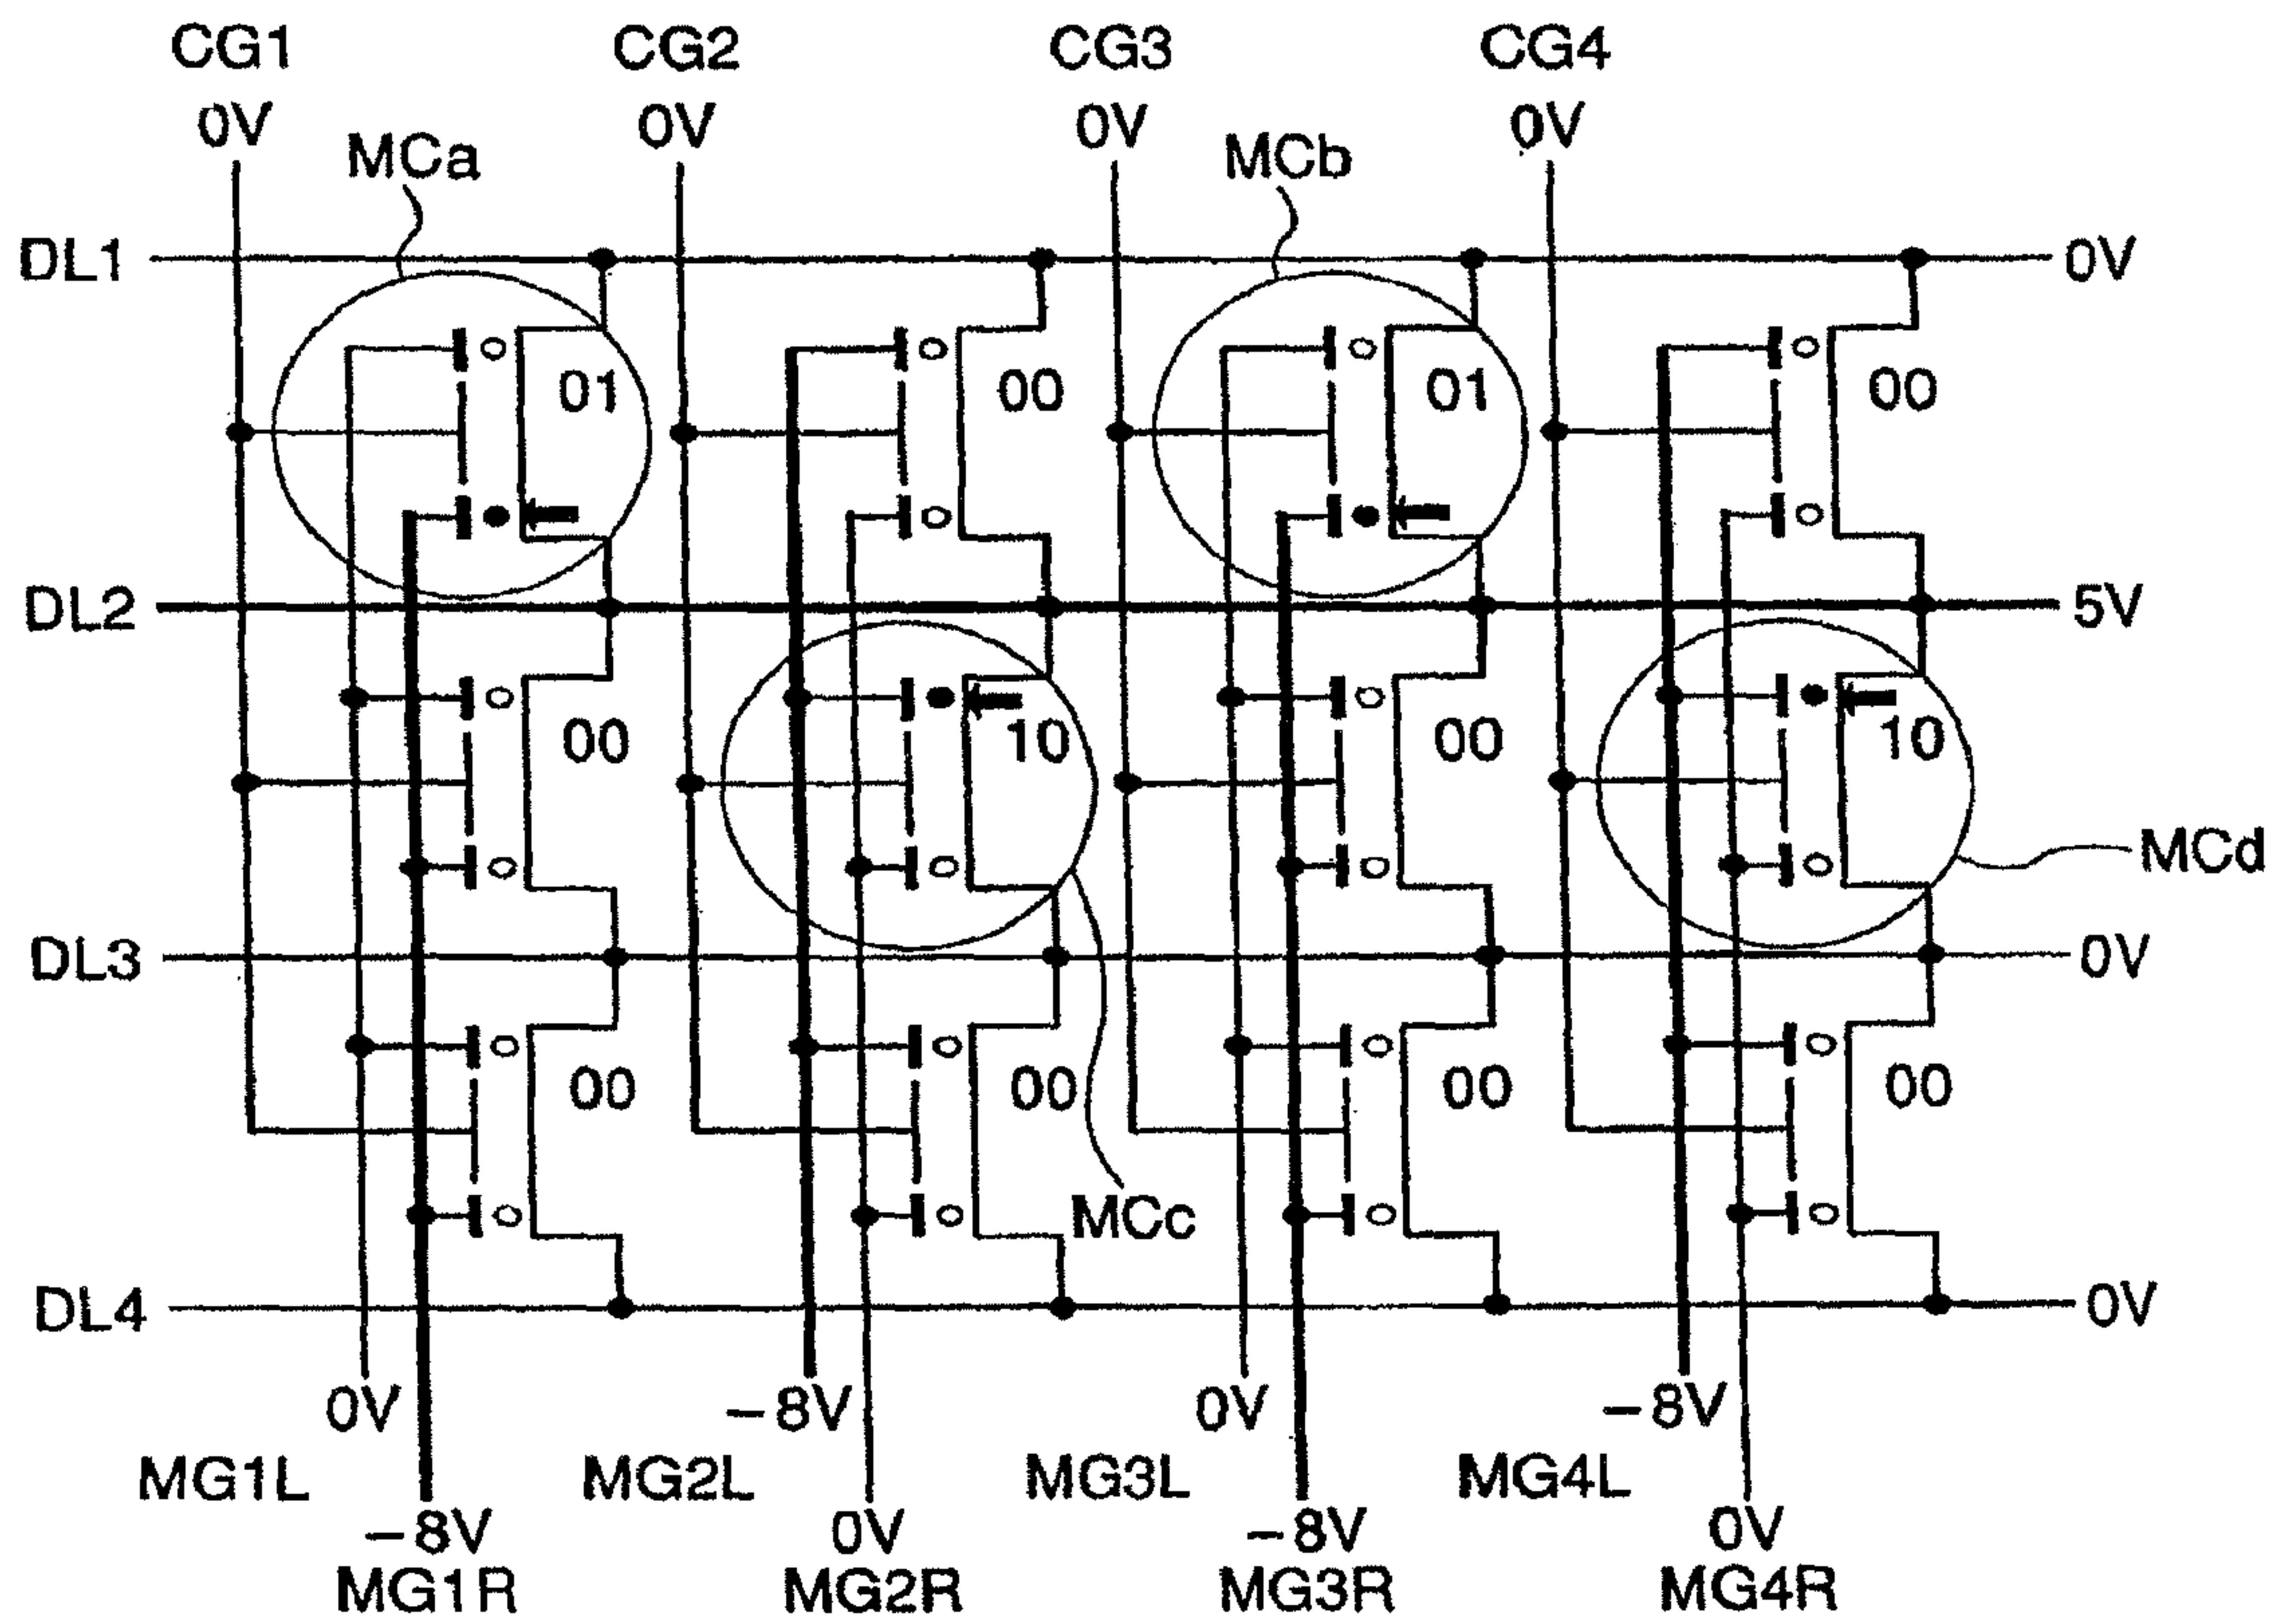 CG1 CG2 CG3 CG4
0V 0V 0V 0V
MCa MCb
DL1 0V
01 00 01 00
DL2 5V
00 10 00 10
MCd
DL3 0V
00 00 00 00
MCc
DL4 0V
0V -8V 0V -8V
MG1L MG2L MG3L MG4L
-8V 0V -8V 0V
MG1R MG2R MG3R MG4R